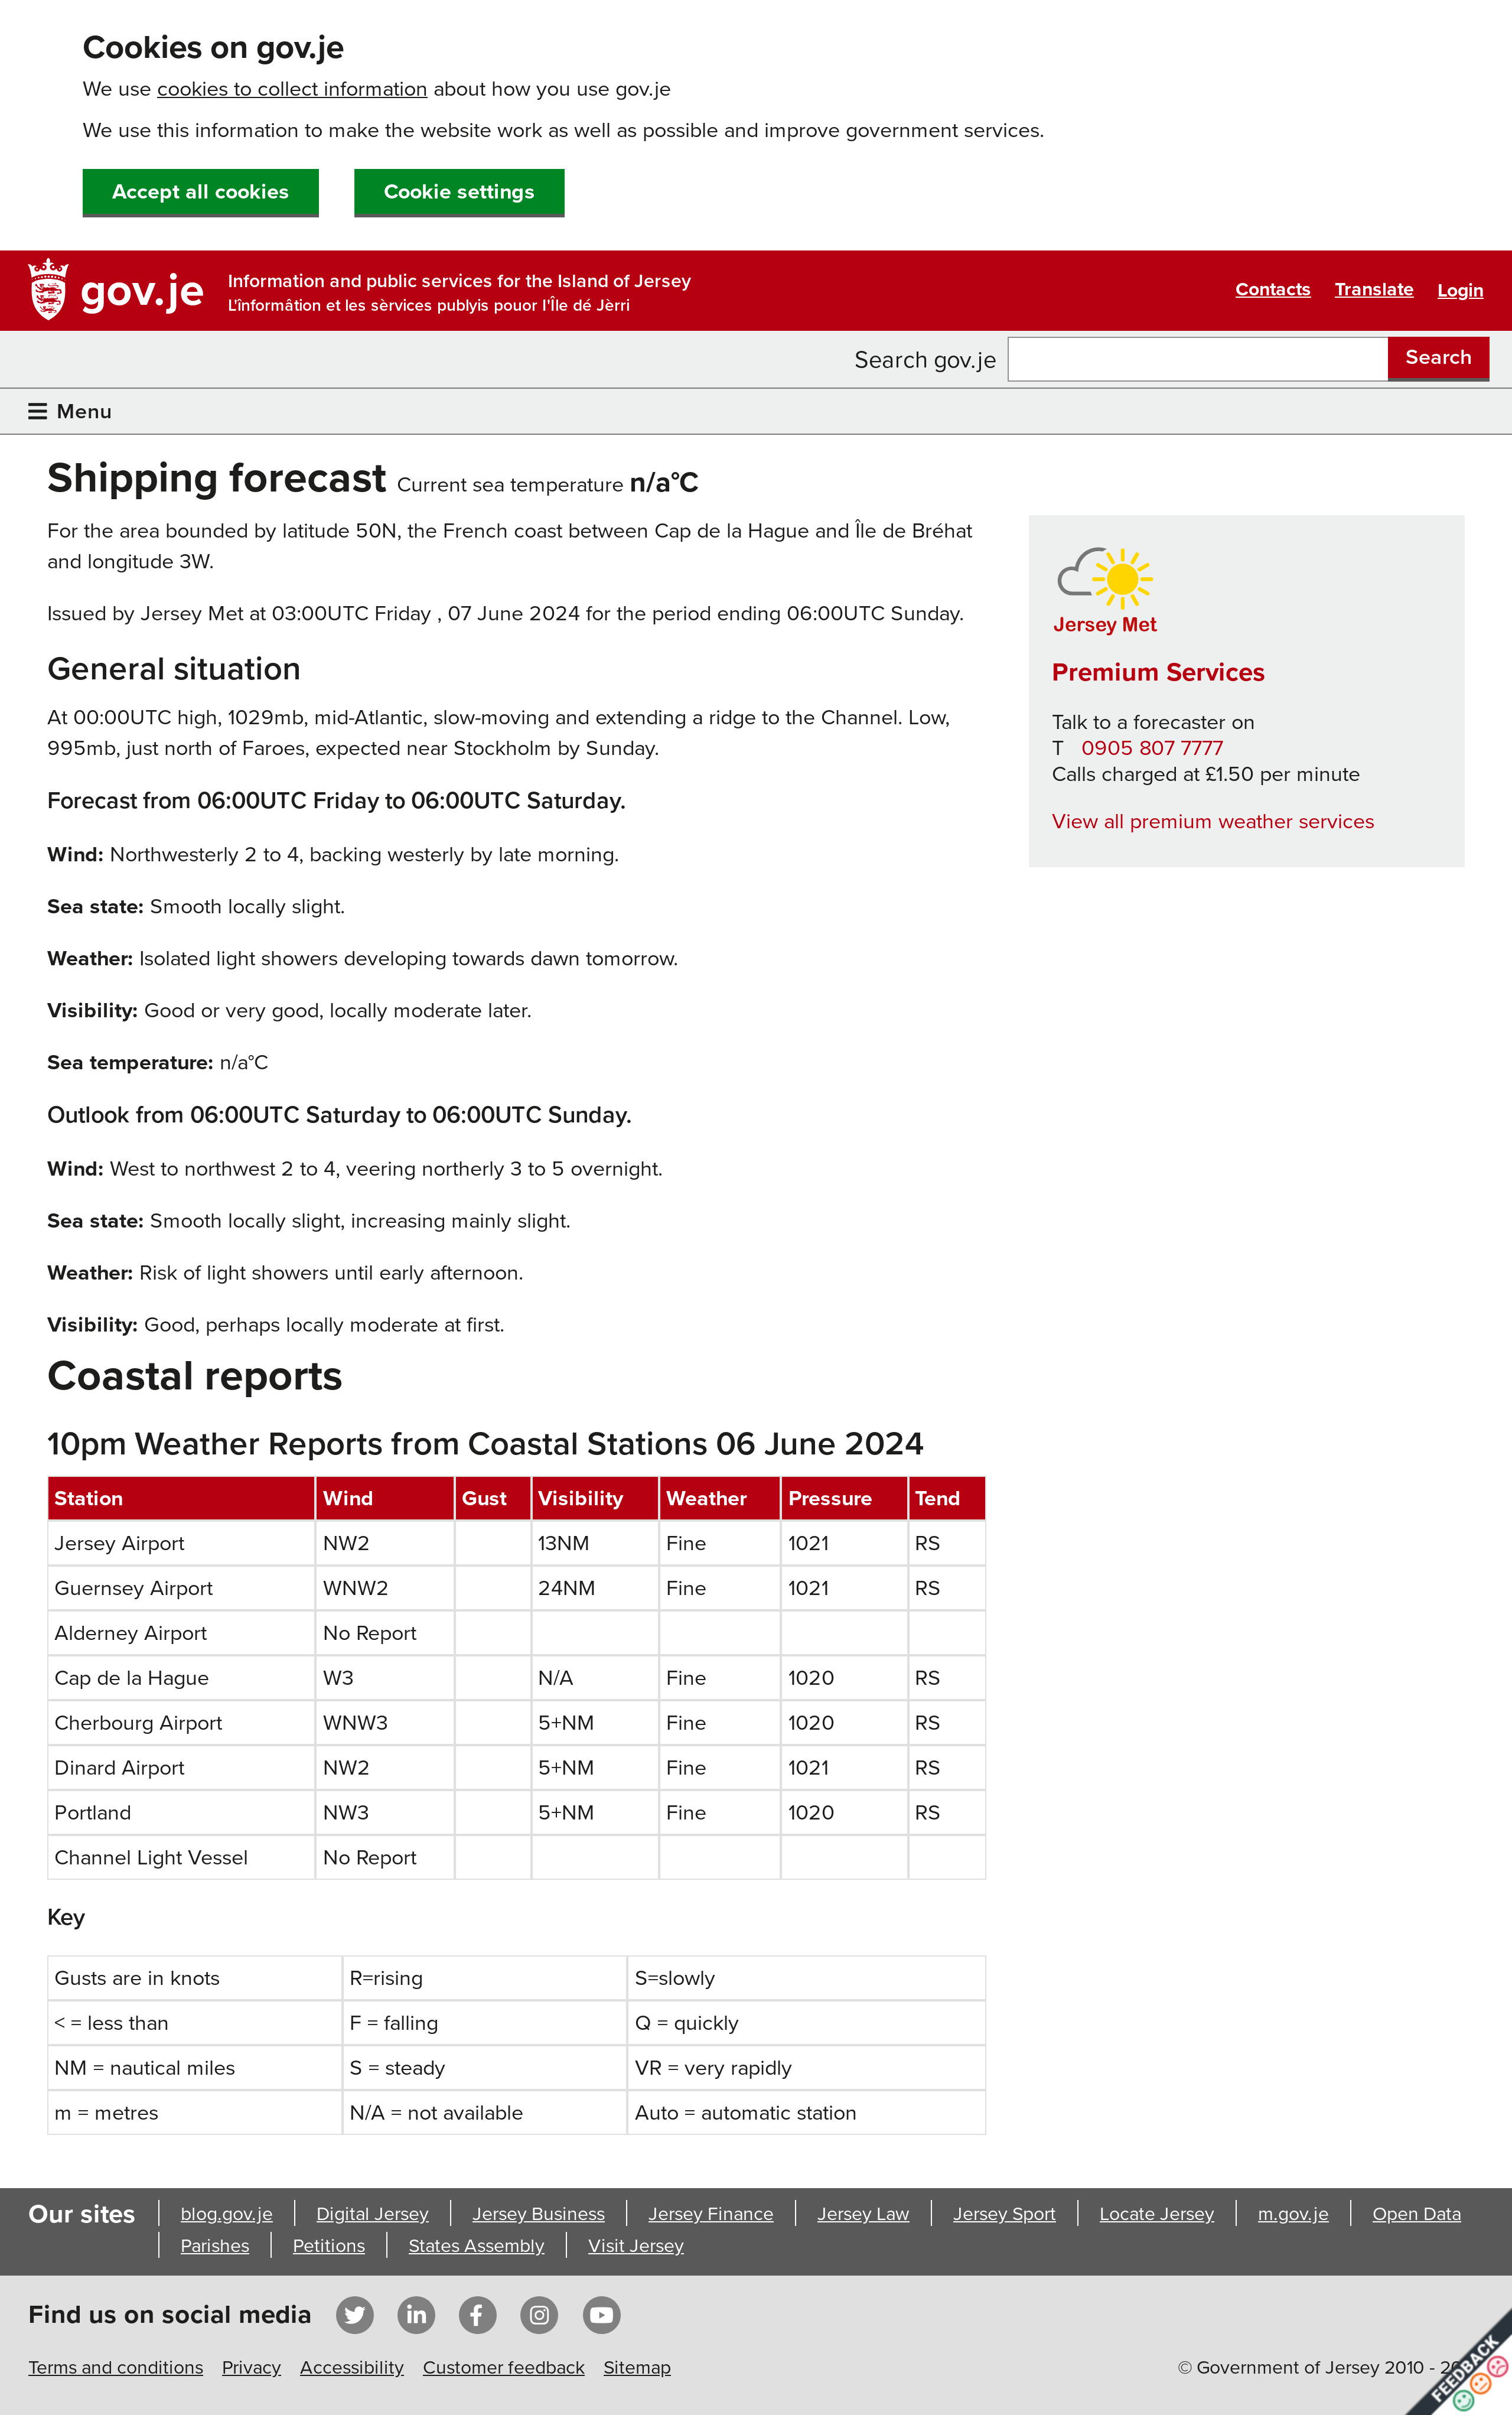 Cookies on gov.je
We use cookies to collect information about how you use gov.je
We use this information to make the website work as well as possible and improve government services.
Accept all cookies
Cookie settings
gov.je
Information and public services for the Island of Jersey
L'înformâtion et les sèrvices publyis pouor I'Île dé Jèrri
Contacts Translate Login
Search gov.je
Search
Menu
Shipping forecast Current sea temperature n/a°C
For the area bounded by latitude 50N, the French coast between Cap de la Hague and Île de Bréhat
and longitude 3W.
Issued by Jersey Met at 03:00UTC Friday , 07 June 2024 for the period ending 06:00UTC Sunday.
General situation
At 00:00UTC high, 1029mb, mid-Atlantic, slow-moving and extending a ridge to the Channel. Low,
995mb, just north of Faroes, expected near Stockholm by Sunday.
Forecast from 06:00UTC Friday to 06:00UTC Saturday.
Wind: Northwesterly 2 to 4, backing westerly by late morning.
Sea state: Smooth locally slight.
Weather: Isolated light showers developing towards dawn tomorrow.
Visibility: Good or very good, locally moderate later.
Sea temperature: n/a°C
Outlook from 06:00UTC Saturday to 06:00UTC Sunday.
Wind: West to northwest 2 to 4, veering northerly 3 to 5 overnight.
Sea state: Smooth locally slight, increasing mainly slight.
Weather: Risk of light showers until early afternoon.
Visibility: Good, perhaps locally moderate at first.
Jersey Met
Premium Services
Talk to a forecaster on
T 0905 807 7777
Calls charged at £1.50 per minute
View all premium weather services
Coastal reports
10pm Weather Reports from Coastal Stations 06 June 2024
Station Wind Gust Visibility Weather Pressure Tend
Jersey Airport NW2 13NM Fine 1021 RS
Guernsey Airport WNW2 24NM Fine 1021 RS
Alderney Airport No Report
Cap de la Hague W3 N/A Fine 1020 RS
Cherbourg Airport WNW3 5+NM Fine 1020 RS
Dinard Airport NW2 5+NM Fine 1021 RS
Portland NW3 5+NM Fine 1020 RS
Channel Light Vessel No Report
Key
Gusts are in knots R=rising S=slowly
< = less than F = falling Q = quickly
NM = nautical miles S = steady VR = very rapidly
m = metres N/A = not available Auto = automatic station
Our sites blog.gov.je Digital Jersey Jersey Business Jersey Finance Jersey Law Jersey Sport Locate Jersey m.gov.je Open Data
Parishes Petitions States Assembly Visit Jersey
Find us on social media
Terms and conditions Privacy Accessibility Customer feedback Sitemap
© Government of Jersey 2010 -
FEEDBACK